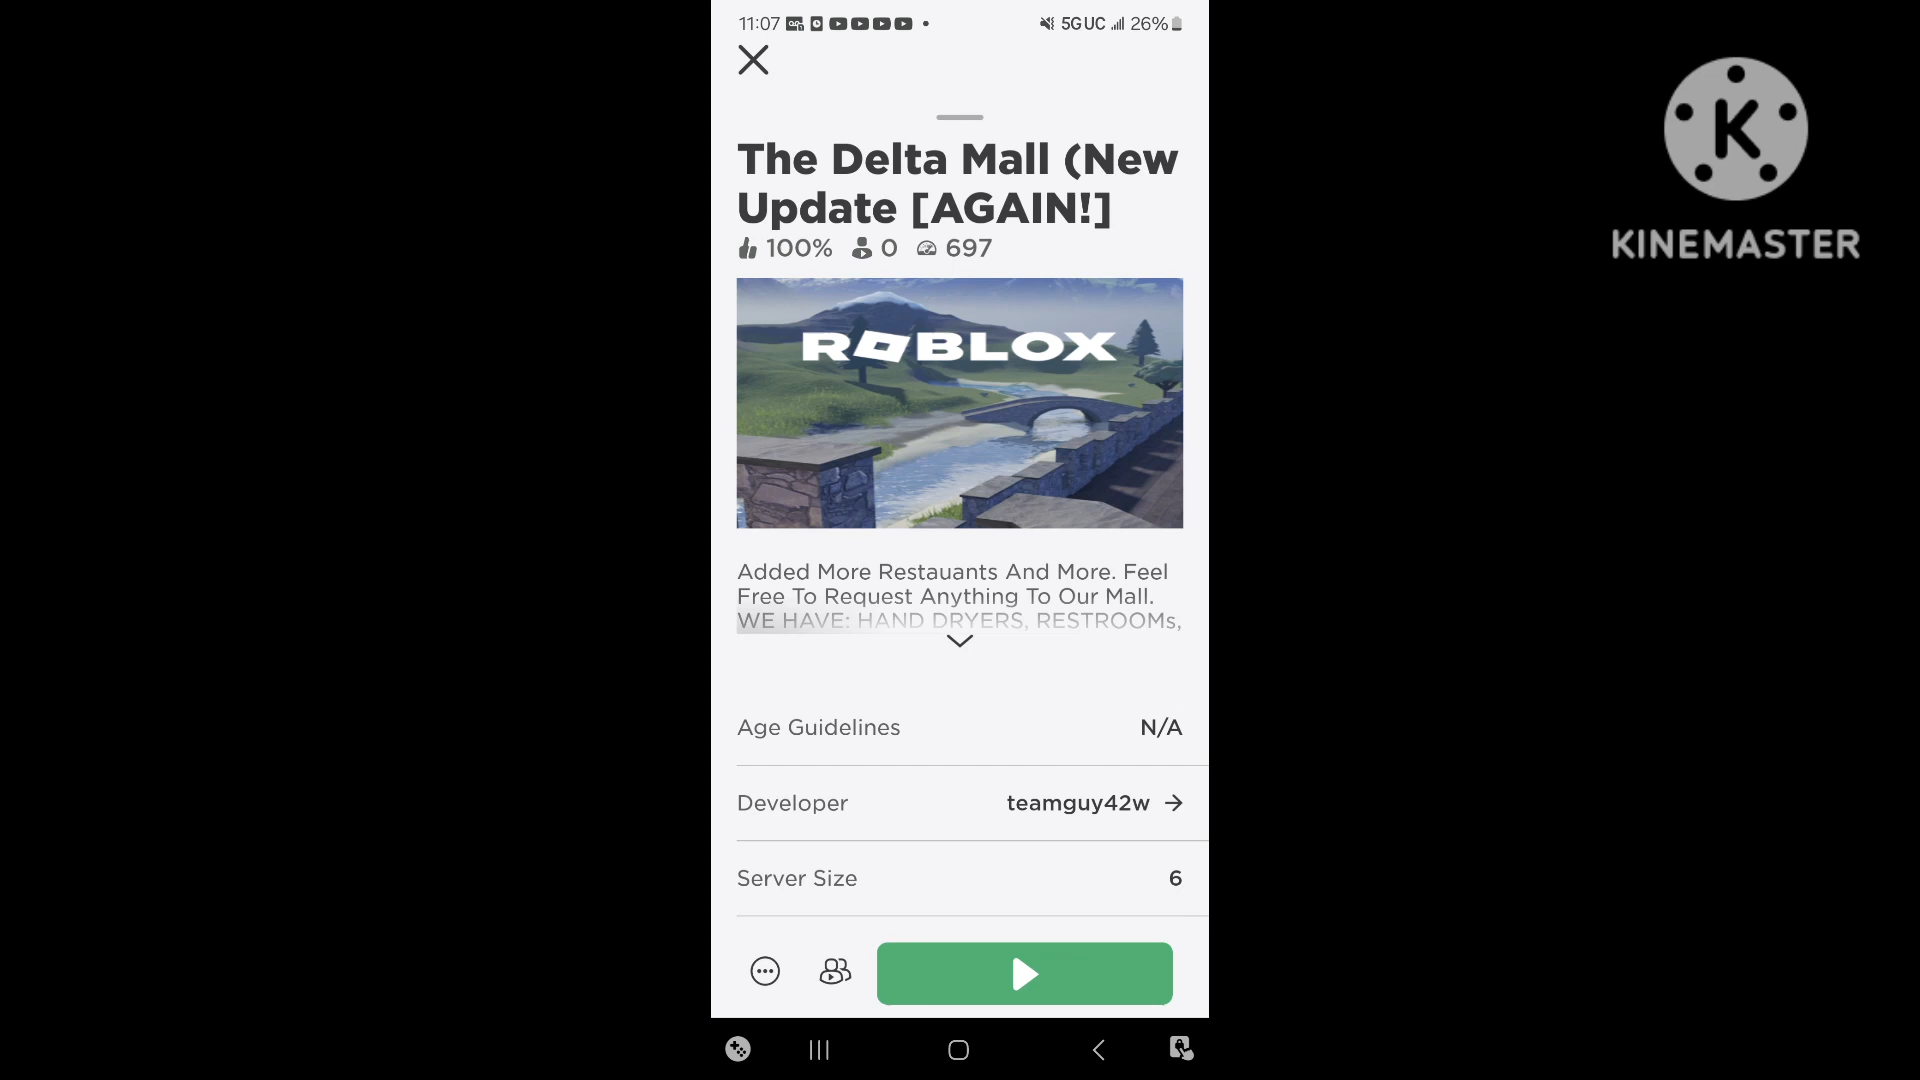 11:07 5G UC 26%
The Delta Mall (New
Update [AGAIN!]
100% 0 697
ROBLOX
Added More Restauants And More. Feel
Free To Request Anything To Our Mall.
WE HAVE: HAND DRYERS, RESTROOMs,
Age Guidelines N/A
Developer teamguy42w
Server Size 6
K
KINEMASTER